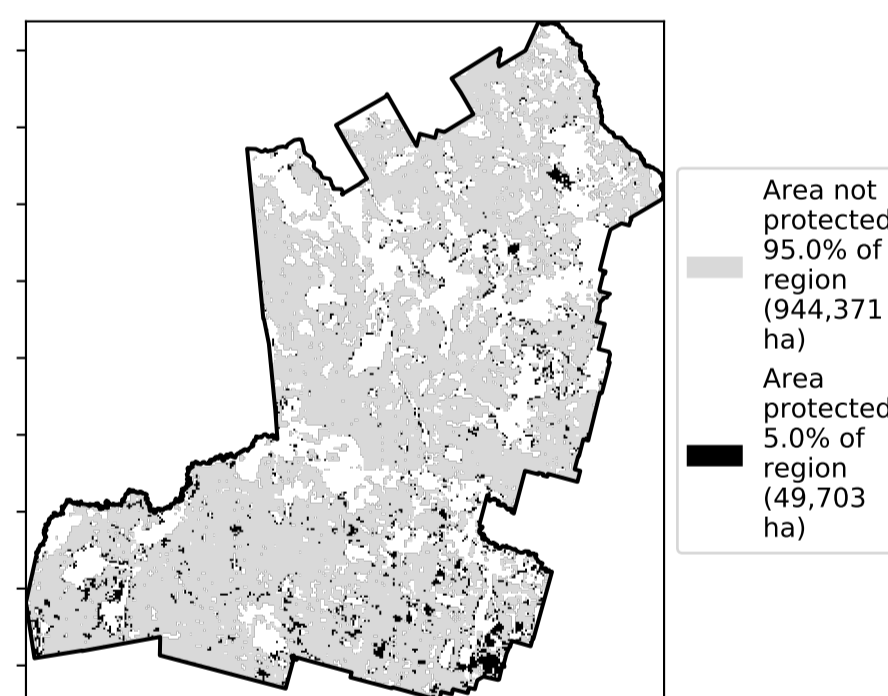 Area not
protected
95.0% of
region
(944,371
ha)
Area
protected
5.0% of
region
(49,703
ha)